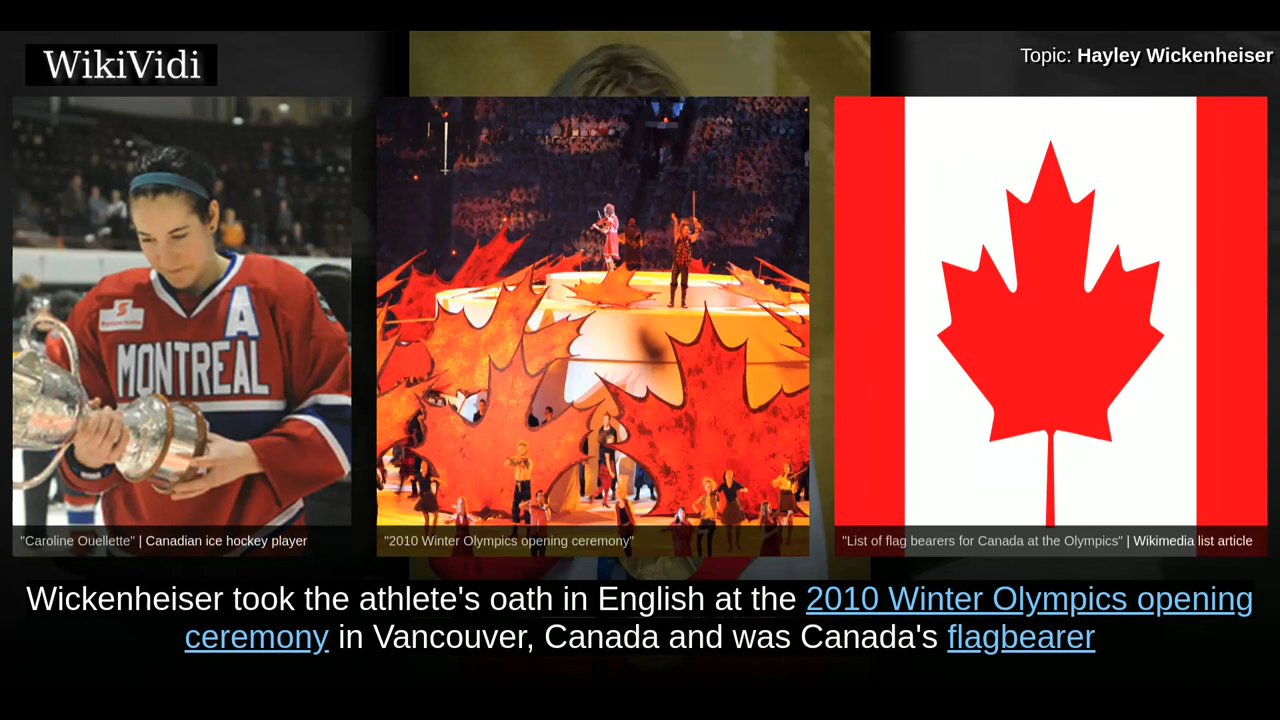 WikiVidi
Topic: Hayley Wickenheiser
MONTREAL
A
"Caroline Ouellette" | Canadian ice hockey player
"2010 Winter Olympics opening ceremony"
"List of flag bearers for Canada at the Olympics" | Wikimedia list article
Wickenheiser took the athlete's oath in English at the 2010 Winter Olympics opening
ceremony in Vancouver, Canada and was Canada's flagbearer